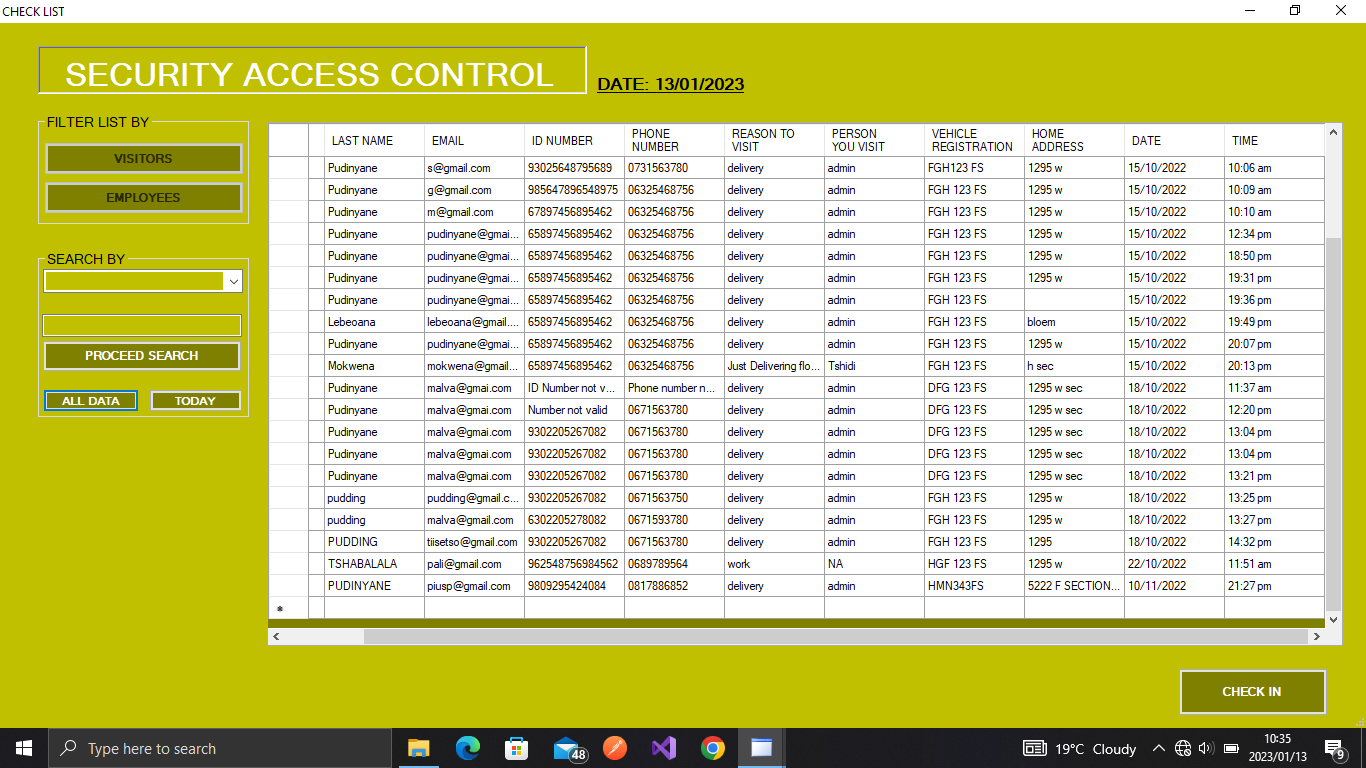 CHECK LIST
SECURITY ACCESS CONTROL
DATE: 13/01/2023
FILTER LIST BY
VISITORS
EMPLOYEES
SEARCH BY
PROCEED SEARCH
ALL DATA TODAY
LAST NAME EMAIL ID NUMBER PHONE NUMBER REASON TO VISIT PERSON YOU VISIT VEHICLE REGISTRATION HOME ADDRESS DATE TIME
Pudinyane s@gmail.com 93025648795689 0731563780 delivery admin FGH123 FS 1295 w 15/10/2022 10:06 am
Pudinyane g@gmail.com 985647896548975 06325468756 delivery admin FGH 123 FS 1295 w 15/10/2022 10:09 am
Pudinyane m@gmail.com 67897456895462 06325468756 delivery admin FGH 123 FS 1295 w 15/10/2022 10:10 am
Pudinyane pudinyane@gmai... 65897456895462 06325468756 delivery admin FGH 123 FS 1295 w 15/10/2022 12:34 pm
Pudinyane pudinyane@gmai... 65897456895462 06325468756 delivery admin FGH 123 FS 1295 w 15/10/2022 18:50 pm
Pudinyane pudinyane@gmai... 65897456895462 06325468756 delivery admin FGH 123 FS 1295 w 15/10/2022 19:31 pm
Pudinyane pudinyane@gmai... 65897456895462 06325468756 delivery admin FGH 123 FS 15/10/2022 19:36 pm
Lebeoana lebeoana@gmail.... 65897456895462 06325468756 delivery admin FGH 123 FS bloem 15/10/2022 19:49 pm
Pudinyane pudinyane@gmai... 65897456895462 06325468756 delivery admin FGH 123 FS 1295 w 15/10/2022 20:07 pm
Mokwena mokwena@gmail... 65897456895462 06325468756 Just Delivering flo... Tshidi FGH 123 FS h sec 15/10/2022 20:13 pm
Pudinyane malva@gmai.com ID Number not v... Phone number n... delivery admin DFG 123 FS 1295 w sec 18/10/2022 11:37 am
Pudinyane malva@gmai.com Number not valid 0671563780 delivery admin DFG 123 FS 1295 w sec 18/10/2022 12:20 pm
Pudinyane malva@gmai.com 9302205267082 0671563780 delivery admin DFG 123 FS 1295 w sec 18/10/2022 13:04 pm
Pudinyane malva@gmai.com 9302205267082 0671563780 delivery admin DFG 123 FS 1295 w sec 18/10/2022 13:04 pm
Pudinyane malva@gmai.com 9302205267082 0671563780 delivery admin DFG 123 FS 1295 w sec 18/10/2022 13:21 pm
pudding pudding@gmail.c... 9302205267082 0671563750 delivery admin FGH 123 FS 1295 w 18/10/2022 13:25 pm
pudding malva@gmail.com 6302205278082 0671593780 delivery admin FGH 123 FS 1295 w 18/10/2022 13:27 pm
PUDDING tiisetso@gmail.com 9302205267082 0671563780 delivery admin FGH 123 FS 1295 18/10/2022 14:32 pm
TSHABALALA pali@gmail.com 962548756984562 0689789564 work NA HGF 123 FS 1295 w 22/10/2022 11:51 am
PUDINYANE piusp@gmail.com 9809295424084 0817886852 delivery admin HMN343FS 5222 F SECTION... 10/11/2022 21:27 pm
CHECK IN
Type here to search
48
19°C Cloudy
10:35
2023/01/13
9